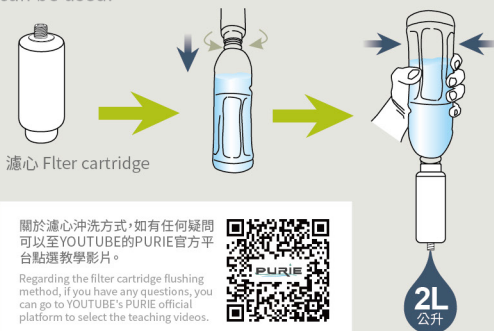 can be used.
濾心 Flter cartridge
關於濾心沖洗方式,如有任何疑問
可以至YOUTUBE的PURIE官方平
台點選教學影片。
Regarding the filter cartridge flushing
method, if you have any questions, you
can go to YOUTUBE's PURIE official
platform to select the teaching videos.
PURIE
2L
公升